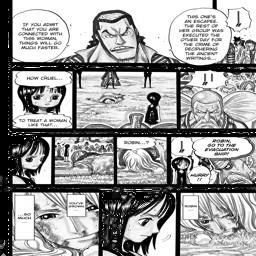 IF YOU ADMIT
THAT YOU ARE
CONNECTED WITH
THIS WOMAN,
THINGS WILL GO
MUCH FASTER.
THIS ONE'S
AN ESCAPEE.
THE REST OF
HER GROUP WAS
EXECUTED THE
OTHER DAY FOR
THE CRIME OF
DECIPHERING
THE ANCIENT
WRITINGS.
HOW CRUEL...
TO TREAT A WOMAN
LIKE THAT...
ROBIN...?
ROBIN,
GO TO THE
EVACUATION
SHIP!
HURRY!!
YOU'VE
GROWN
...SO
MUCH
ROBIN